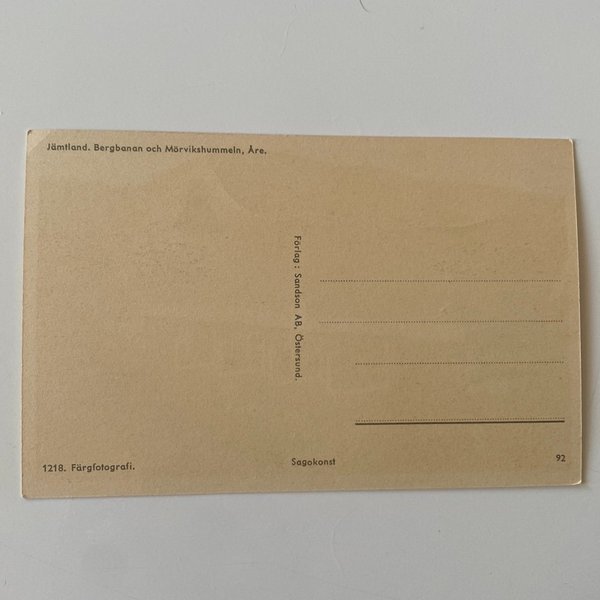 Jämtland. Bergbanan och Mörvikshummeln, Åre.
Förlag: Sandson AB, Östersund.
1218. Färgfotografi.
Sagokonst
92